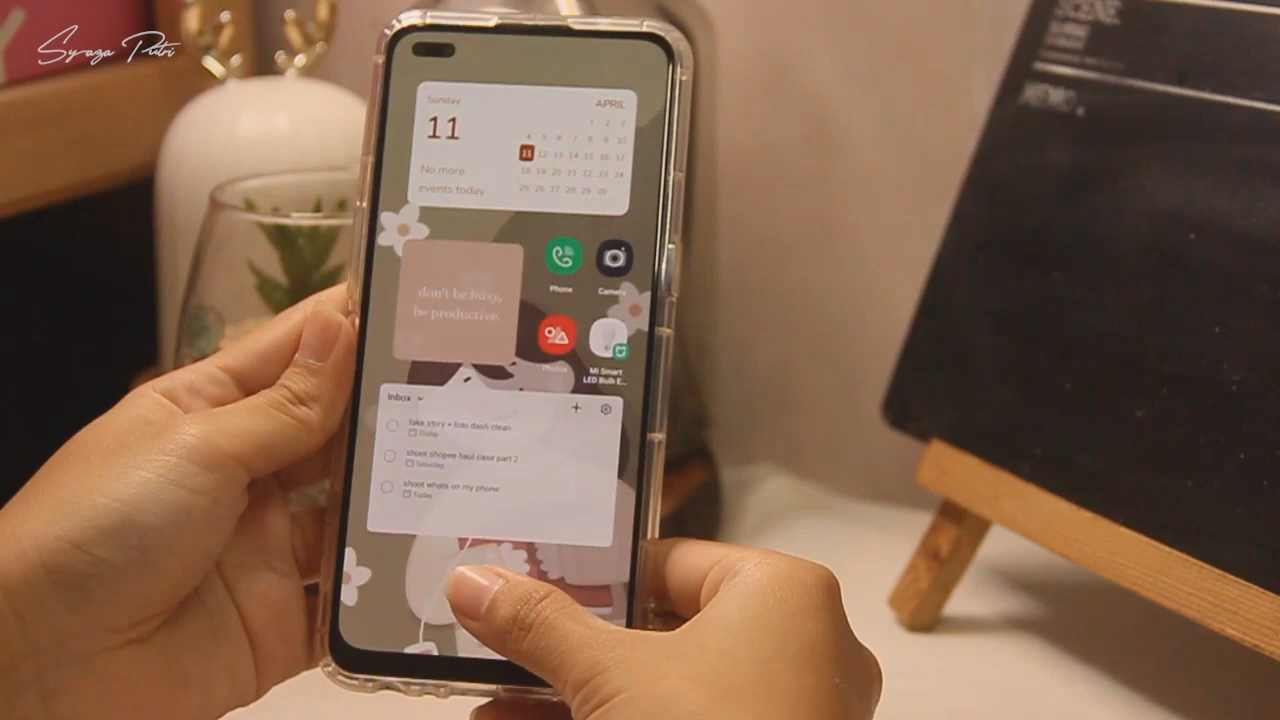 Syaza Putri
SCENE.
Sunday
11
No more
events today
APRIL
1 2 3
4 5 6 7 8 9 10
11 12 13 14 15 16 17
18 19 20 21 22 23 24
25 26 27 28 29 30
don't be busy,
be productive.
Phone
Camera
Photos
Mi Smart
LED Bulb E...
Inbox
take story + foto dash clean
Today
shoot shopee haul case part 2
Saturday
shoot whats on my phone
Today